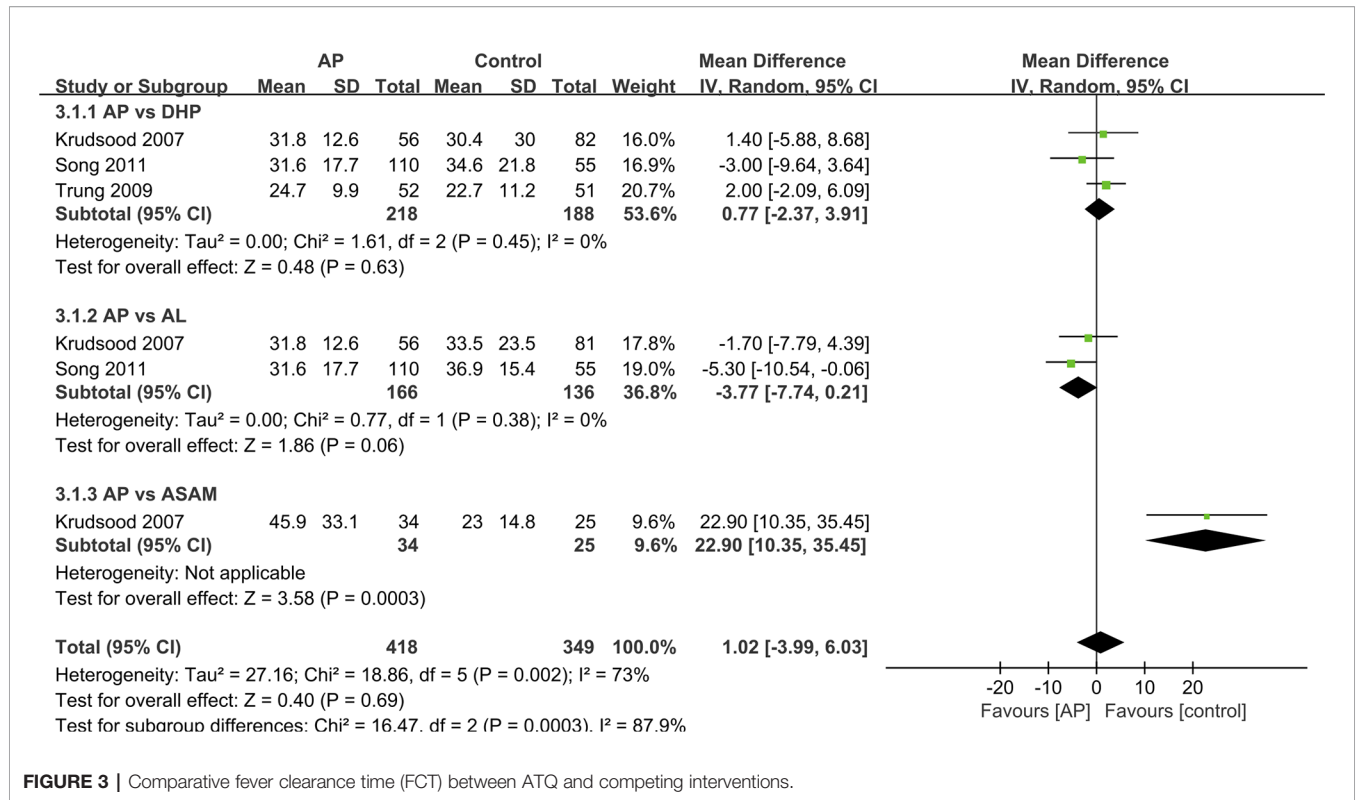 AP Control Mean Difference Mean Difference
Study or Subgroup Mean SD Total Mean SD Total Weight IV, Random, 95% CI IV, Random, 95% CI
3.1.1 AP vs DHP
Krudsood 2007 31.8 12.6 56 30.4 30 82 16.0% 1.40 [-5.88, 8.68]
Song 2011 31.6 17.7 110 34.6 21.8 55 16.9% -3.00 [-9.64, 3.64]
Trung 2009 24.7 9.9 52 22.7 11.2 51 20.7% 2.00 [-2.09, 6.09]
Subtotal (95% CI) 218 188 53.6% 0.77 [-2.37, 3.91]
Heterogeneity: Tau² = 0.00; Chi² = 1.61, df = 2 (P = 0.45); I² = 0%
Test for overall effect: Z = 0.48 (P = 0.63)
3.1.2 AP vs AL
Krudsood 2007 31.8 12.6 56 33.5 23.5 81 17.8% -1.70 [-7.79, 4.39]
Song 2011 31.6 17.7 110 36.9 15.4 55 19.0% -5.30 [-10.54, -0.06]
Subtotal (95% CI) 166 136 36.8% -3.77 [-7.74, 0.21]
Heterogeneity: Tau² = 0.00; Chi² = 0.77, df = 1 (P = 0.38); I² = 0%
Test for overall effect: Z = 1.86 (P = 0.06)
3.1.3 AP vs ASAM
Krudsood 2007 45.9 33.1 34 23 14.8 25 9.6% 22.90 [10.35, 35.45]
Subtotal (95% CI) 34 25 9.6% 22.90 [10.35, 35.45]
Heterogeneity: Not applicable
Test for overall effect: Z = 3.58 (P = 0.0003)
Total (95% CI) 418 349 100.0% 1.02 [-3.99, 6.03]
Heterogeneity: Tau² = 27.16; Chi² = 18.86, df = 5 (P = 0.002); I² = 73%
Test for overall effect: Z = 0.40 (P = 0.69)
Test for subgroup differences: Chi² = 16.47, df = 2 (P = 0.0003), I² = 87.9%
-20 -10 0 10 20
Favours [AP] Favours [control]
FIGURE 3 | Comparative fever clearance time (FCT) between ATQ and competing interventions.